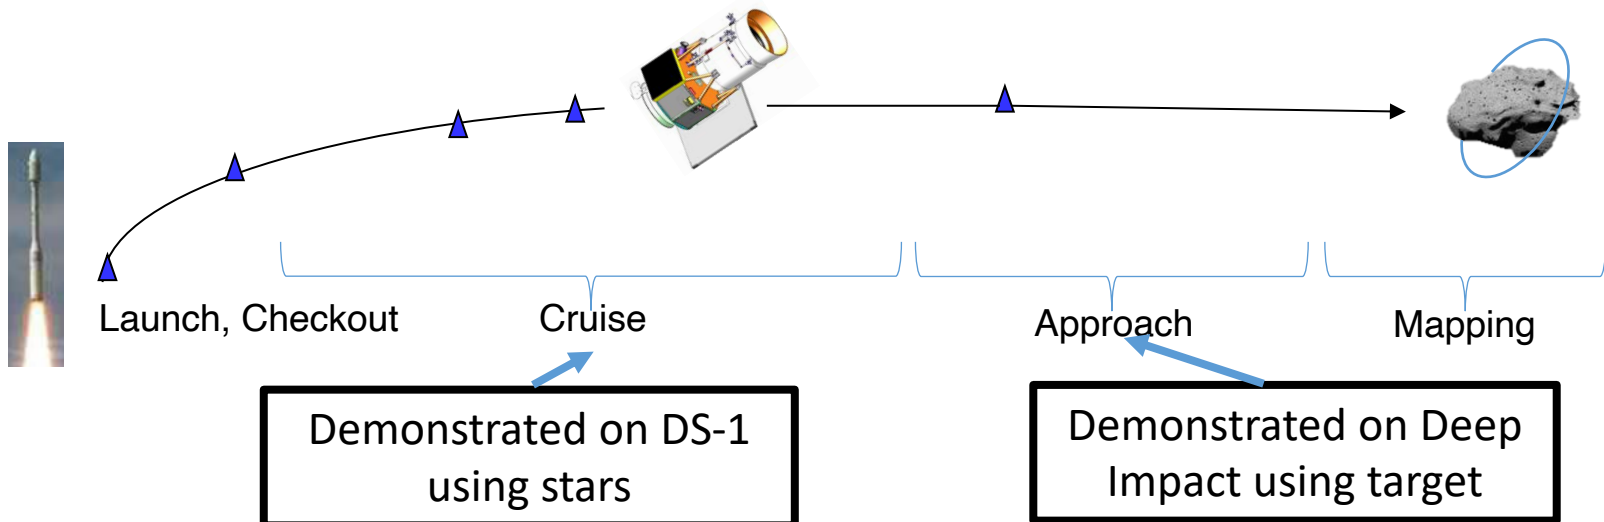 Launch, Checkout
Cruise
Approach
Mapping
Demonstrated on DS-1
using stars
Demonstrated on Deep
Impact using target